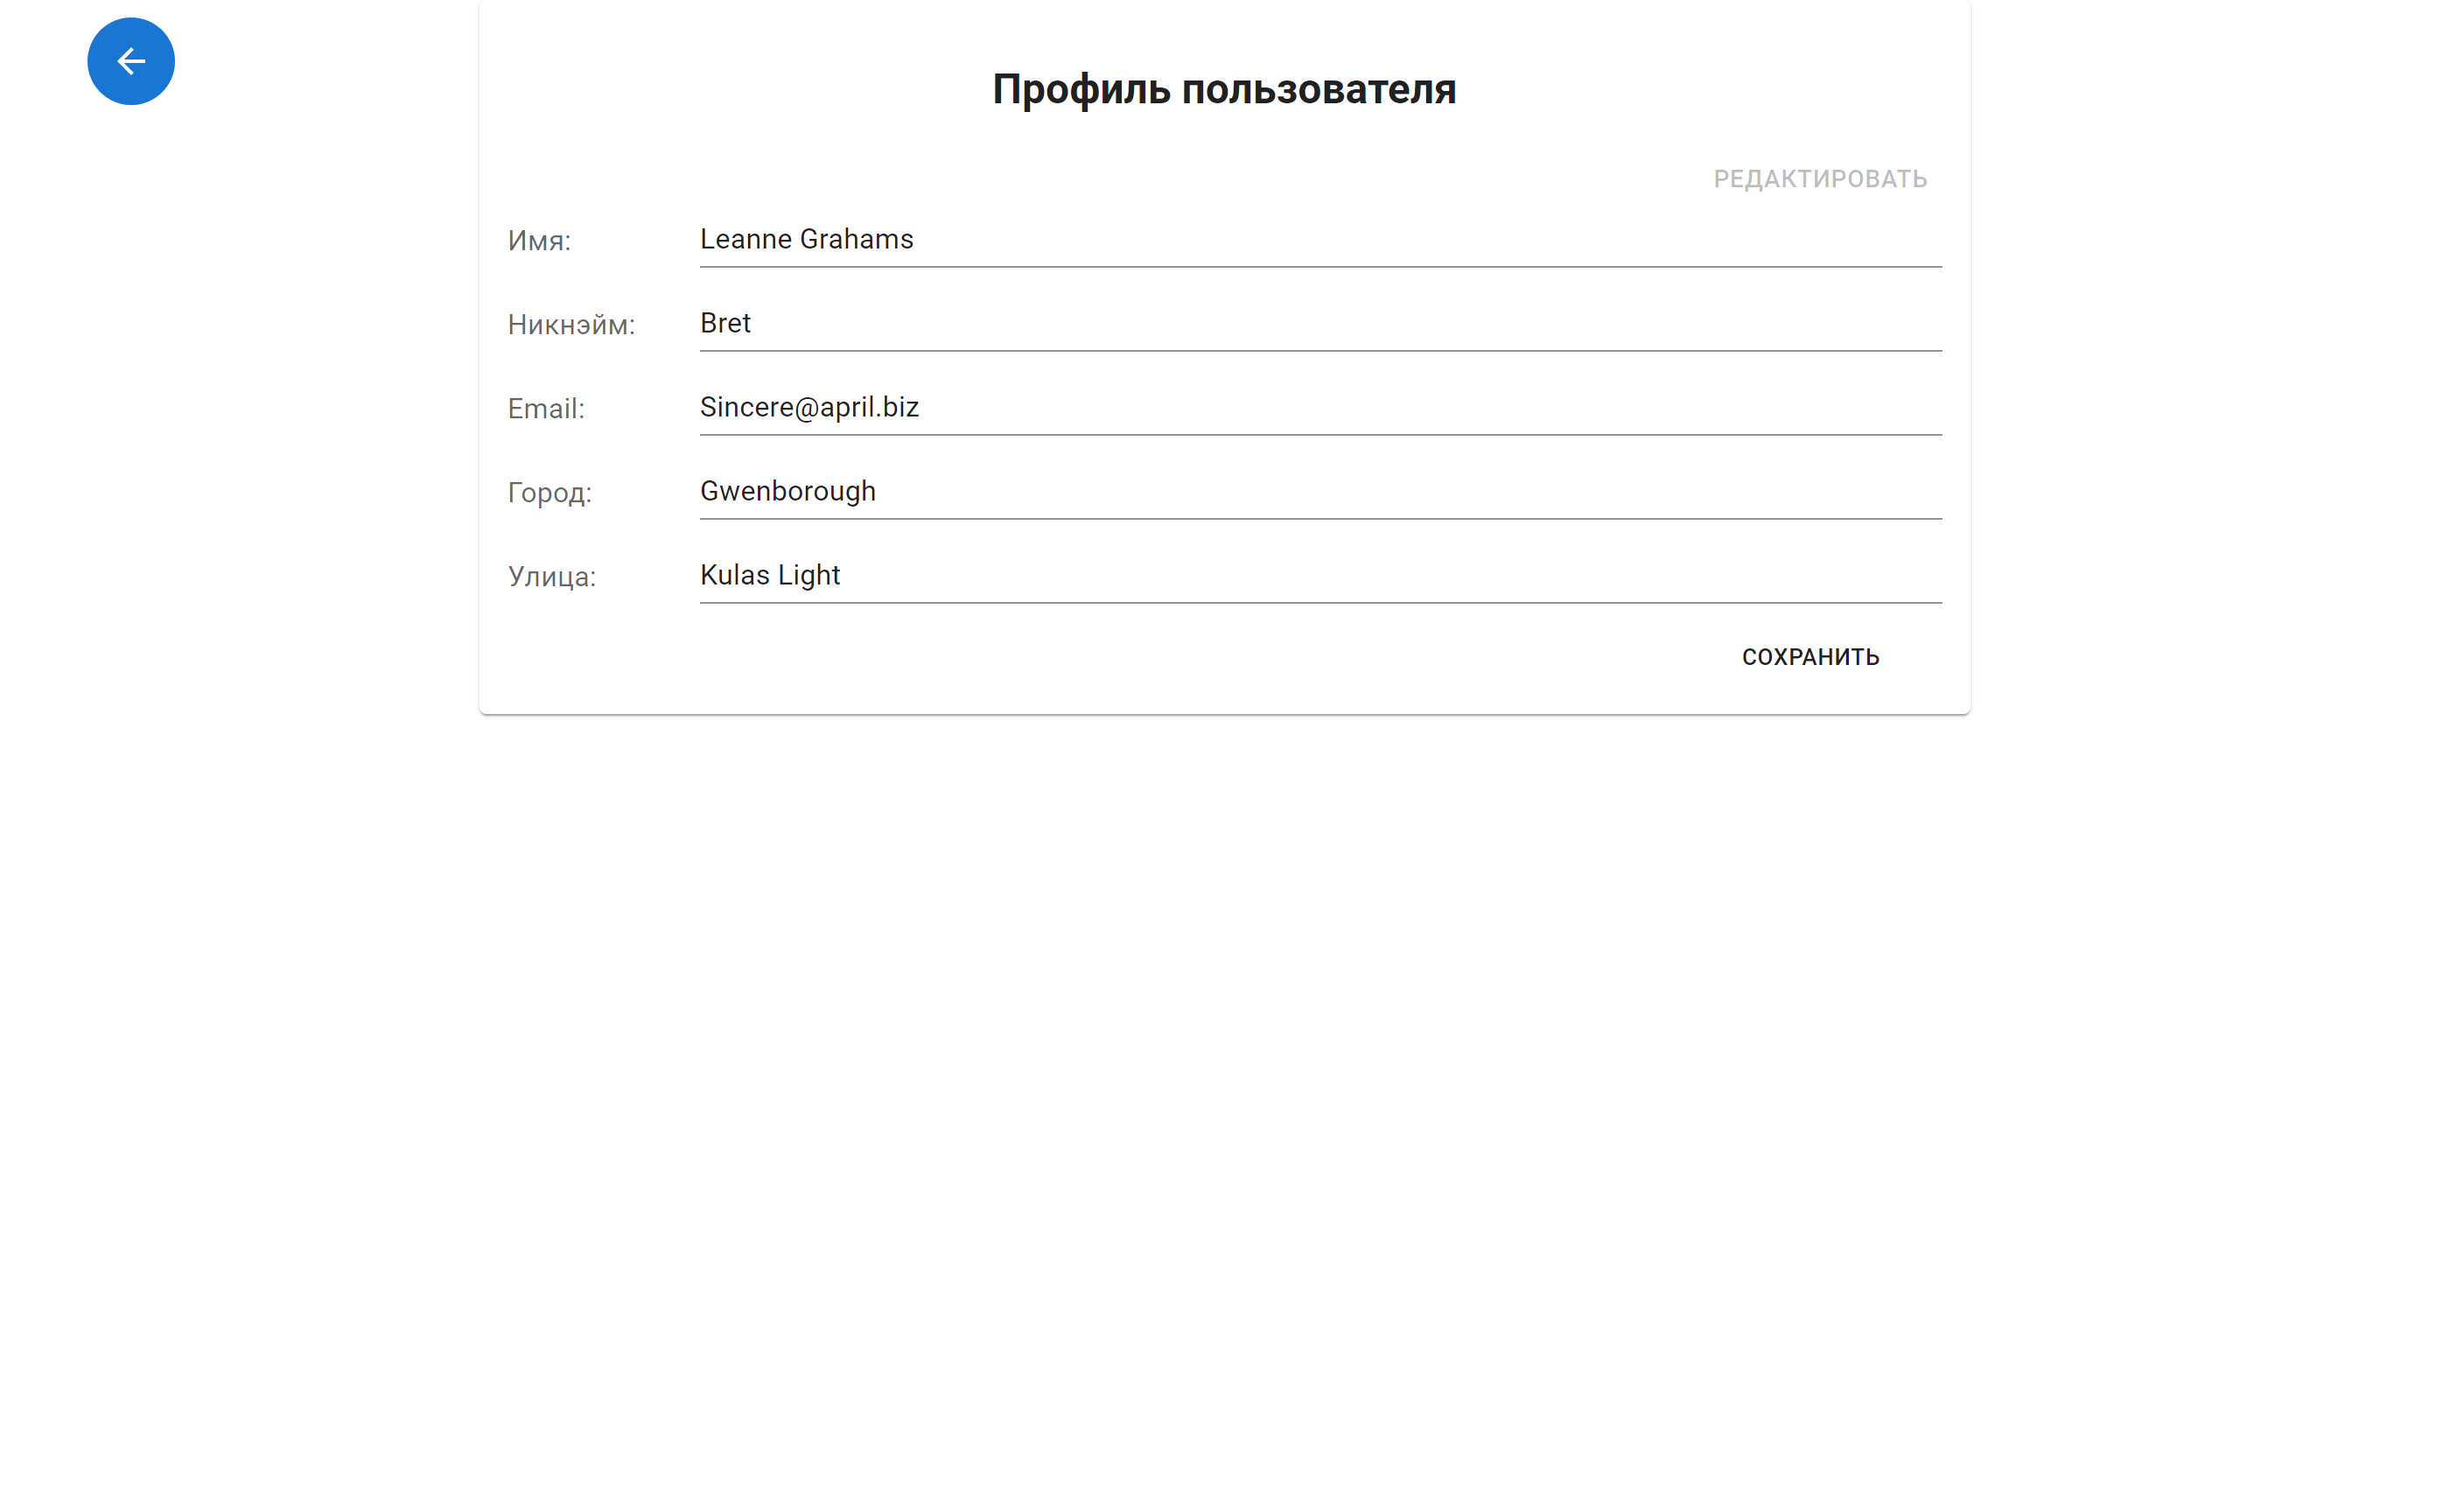 Профиль пользователя
РЕДАКТИРОВАТЬ
Имя: Leanne Grahams
Никнэйм: Bret
Email: Sincere@april.biz
Город: Gwenborough
Улица: Kulas Light
СОХРАНИТЬ